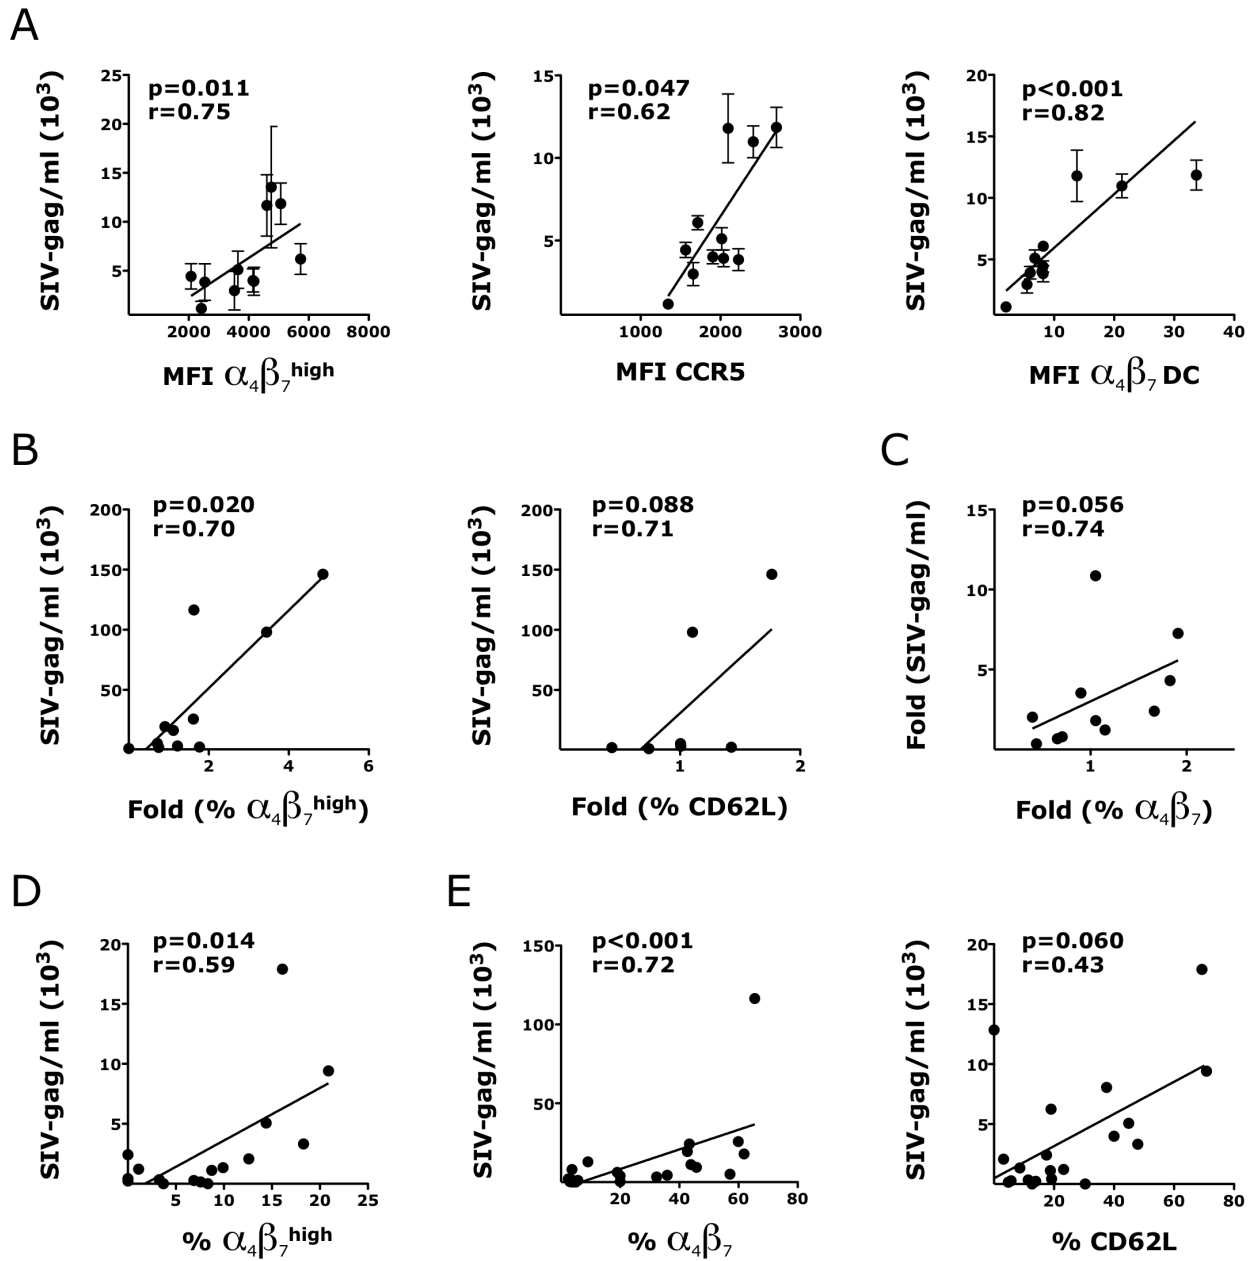 A
SIV-gag/ml (10³)
p=0.011
r=0.75
25
20
15
10
5
2000 4000 6000 8000
MFI α₄β₇ʰⁱᵍʰ
SIV-gag/ml (10³)
p=0.047
r=0.62
15
10
5
1000 2000 3000
MFI CCR5
SIV-gag/ml (10³)
p<0.001
r=0.82
20
15
10
5
10 20 30 40
MFI α₄β₇ DC
B
SIV-gag/ml (10³)
p=0.020
r=0.70
200
150
100
50
2 4 6
Fold (% α₄β₇ʰⁱᵍʰ)
SIV-gag/ml (10³)
p=0.088
r=0.71
200
150
100
50
1 2
Fold (% CD62L)
C
Fold (SIV-gag/ml)
p=0.056
r=0.74
15
10
5
1 2
Fold (% α₄β₇)
D
SIV-gag/ml (10³)
p=0.014
r=0.59
20
15
10
5
5 10 15 20 25
% α₄β₇ʰⁱᵍʰ
E
SIV-gag/ml (10³)
p<0.001
r=0.72
150
100
50
20 40 60 80
% α₄β₇
SIV-gag/ml (10³)
p=0.060
r=0.43
20
15
10
5
20 40 60 80
% CD62L